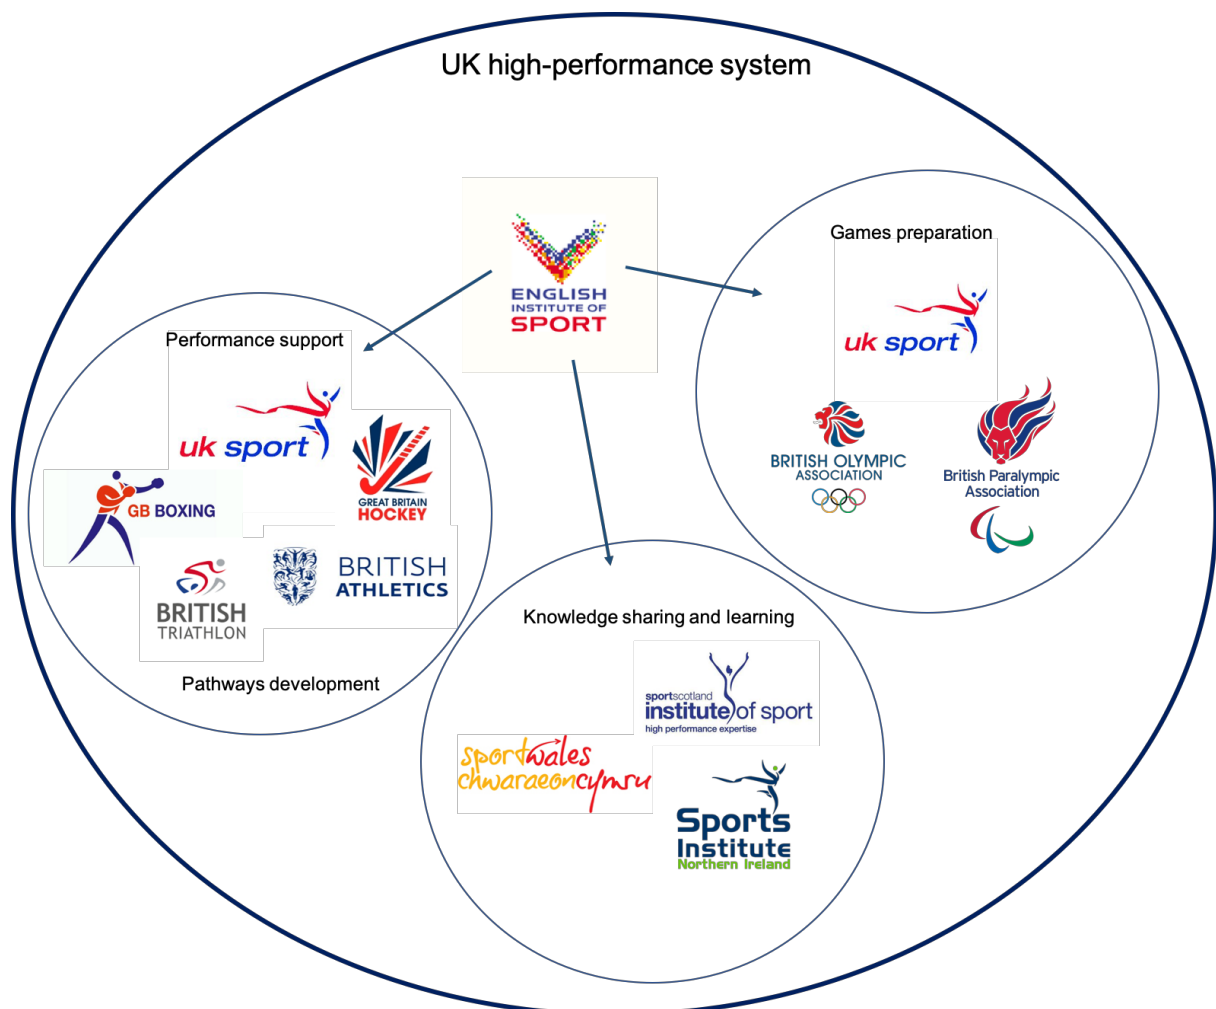 UK high-performance system
ENGLISH
INSTITUTE OF
SPORT
Games preparation
uk sport
BRITISH OLYMPIC
ASSOCIATION
British Paralympic
Association
Performance support
uk sport
GREAT BRITAIN
HOCKEY
GB BOXING
BRITISH
ATHLETICS
BRITISH
TRIATHLON
Pathways development
Knowledge sharing and learning
sportscotland
institute of sport
high performance expertise
sportwales
chwaraeoncymru
Sports
Institute
Northern Ireland